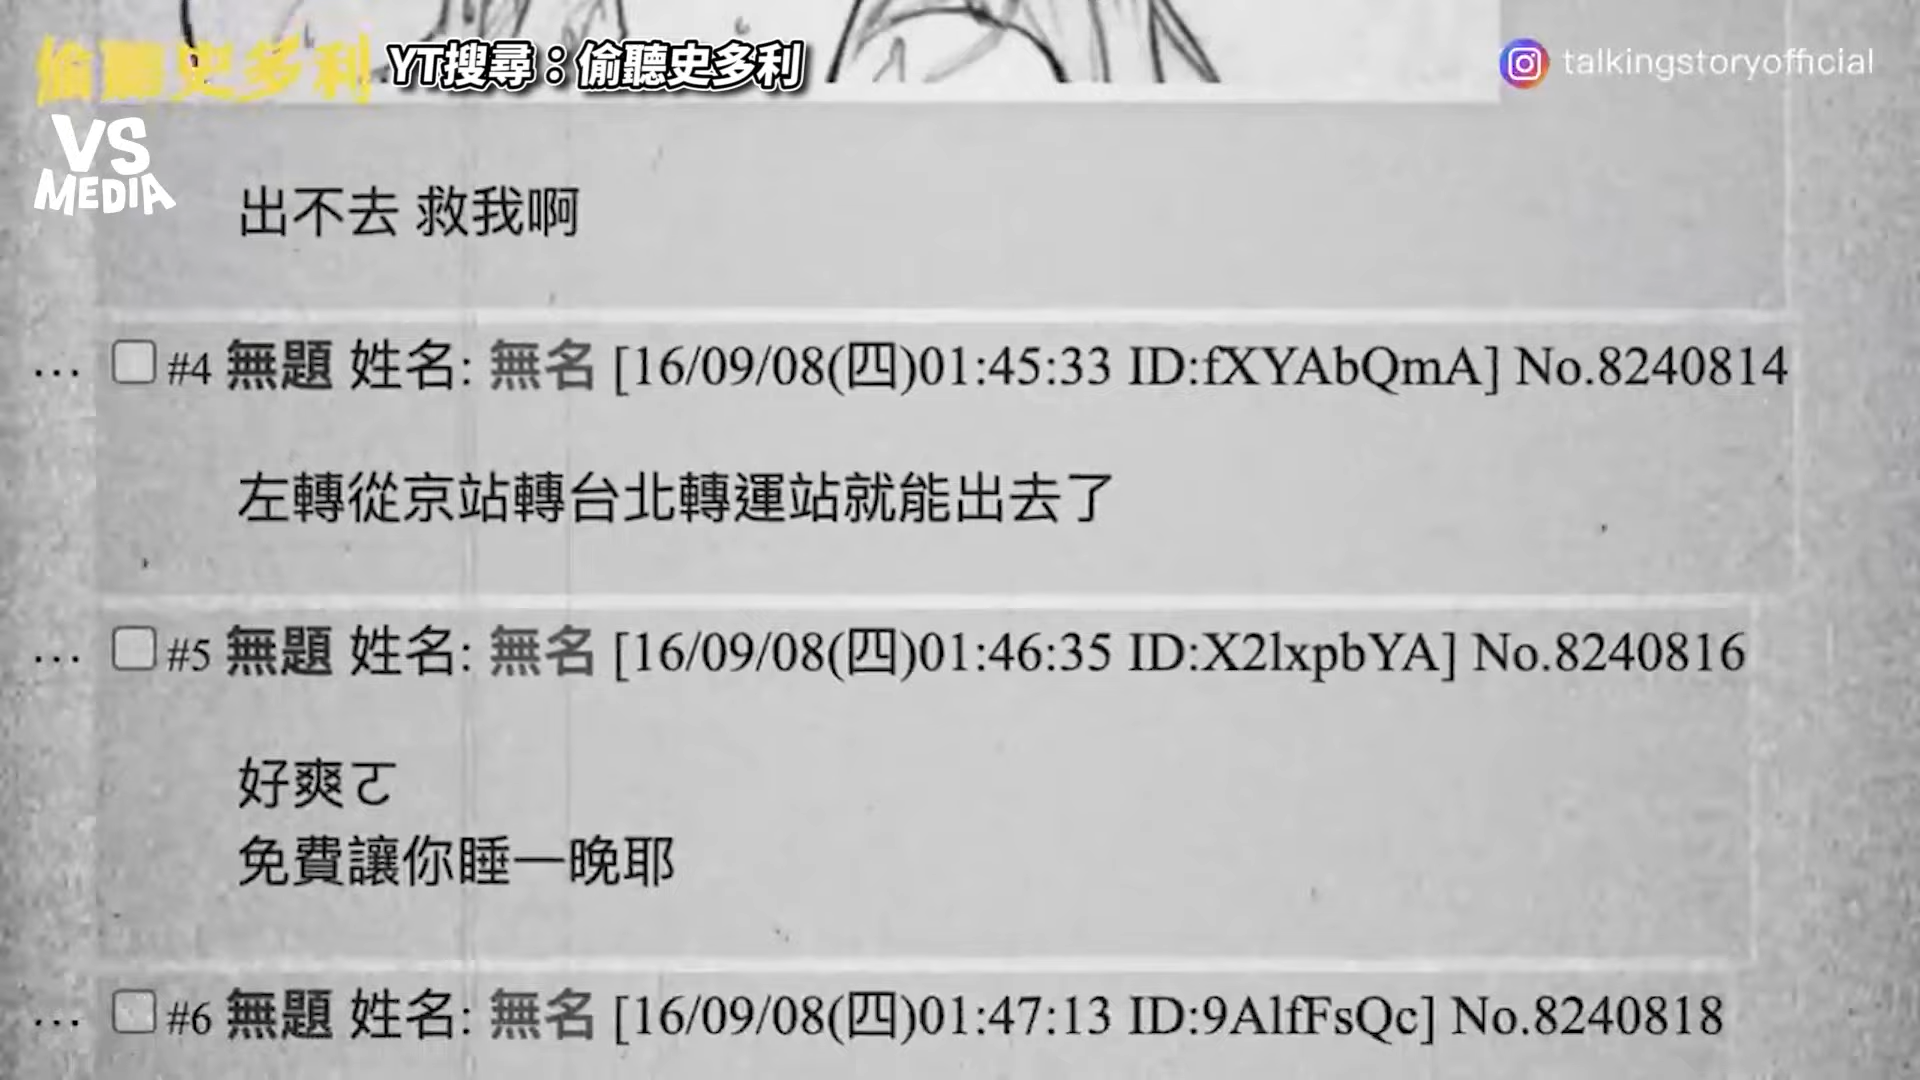 偷聽史多利 YT搜尋：偷聽史多利
talkingstoryofficial
VS
MEDIA
出不去 救我啊
... #4 無題 姓名: 無名 [16/09/08(四)01:45:33 ID:fXYAbQmA] No.8240814
左轉從京站轉台北轉運站就能出去了
... #5 無題 姓名: 無名 [16/09/08(四)01:46:35 ID:X2lxpbYA] No.8240816
好爽ㄛ
免費讓你睡一晚耶
... #6 無題 姓名: 無名 [16/09/08(四)01:47:13 ID:9AlfFsQc] No.8240818